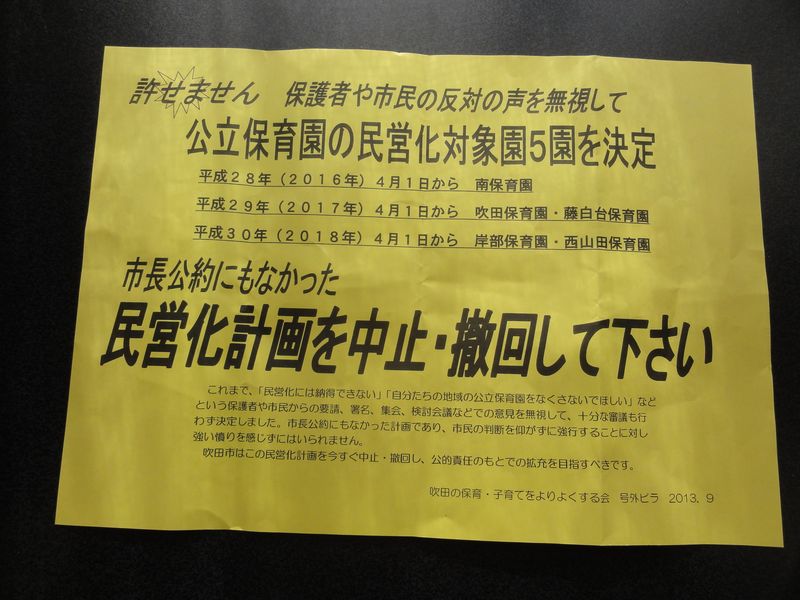 許せません　保護者や市民の反対の声を無視して
公立保育園の民営化対象園5園を決定
平成２８年（２０１６年）４月１日から　南保育園
平成２９年（２０１７年）４月１日から　吹田保育園・藤白台保育園
平成３０年（２０１８年）４月１日から　岸部保育園・西山田保育園
市長公約にもなかった
民営化計画を中止・撤回して下さい
これまで、「民営化には納得できない」「自分たちの地域の公立保育園をなくさないでほしい」など
という保護者や市民からの要請、署名、集会、検討会議などでの意見を無視して、十分な審議も行
わず決定しました。市長公約にもなかった計画であり、市民の判断を仰がずに強行することに対し
強い憤りを感じずにはいられません。
吹田市はこの民営化計画を今すぐ中止・撤回し、公的責任のもとでの拡充を目指すべきです。
吹田の保育・子育てをよりよくする会　号外ビラ　2013．9